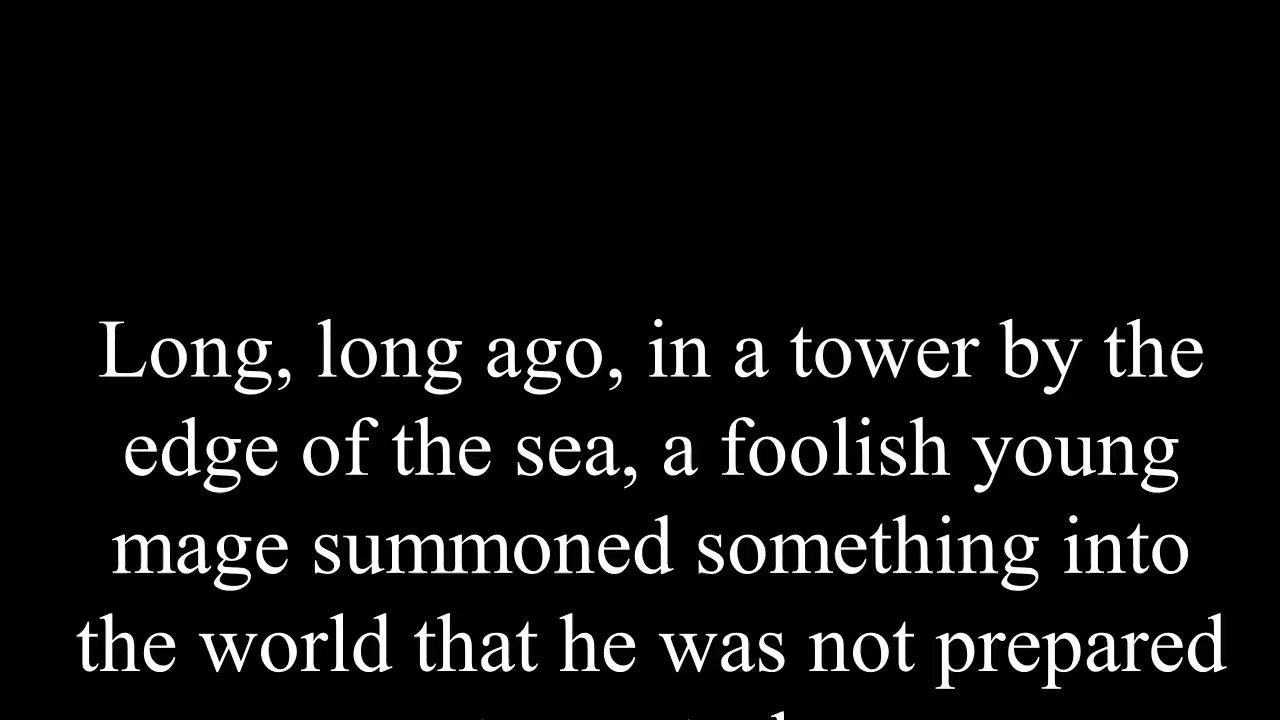 Long, long ago, in a tower by the
edge of the sea, a foolish young
mage summoned something into
the world that he was not prepared